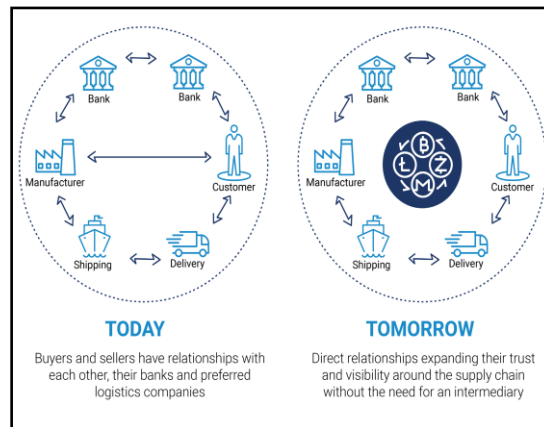 Bank
Bank
Manufacturer
Customer
Shipping
Delivery
TODAY
Buyers and sellers have relationships with
each other, their banks and preferred
logistics companies
Bank
Bank
Manufacturer
Customer
Shipping
Delivery
TOMORROW
Direct relationships expanding their trust
and visibility around the supply chain
without the need for an intermediary